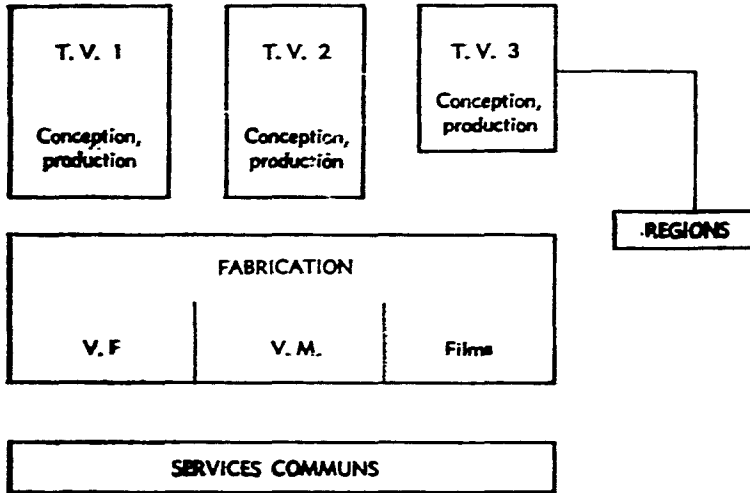 T. V. 1
Conception,
production
T. V. 2
Conception,
production
T. V. 3
Conception,
production
REGIONS
FABRICATION
V. F
V. M.
Films
SERVICES COMMUNS